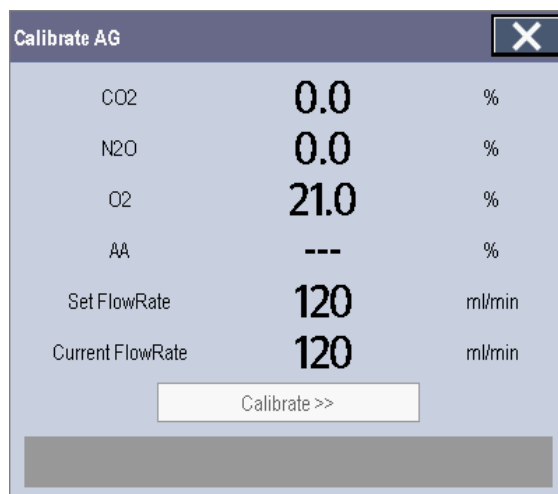 Calibrate AG
CO2 0.0 %
N2O 0.0 %
O2 21.0 %
AA --- %
Set FlowRate 120 ml/min
Current FlowRate 120 ml/min
Calibrate >>